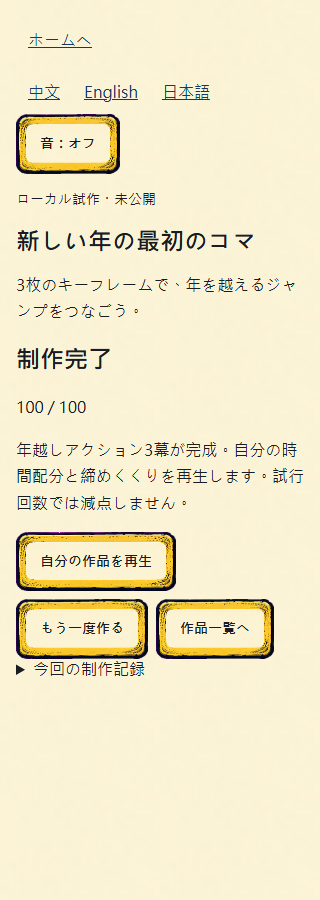 ホームへ
中文 English 日本語
音：オフ
ローカル試作・未公開
新しい年の最初のコマ
3枚のキーフレームで、年を越えるジャ
ンプをつなごう。
制作完了
100 / 100
年越しアクション3幕が完成。自分の時
間配分と締めくくりを再生します。試行
回数では減点しません。
自分の作品を再生
もう一度作る 作品一覧へ
▶ 今回の制作記録